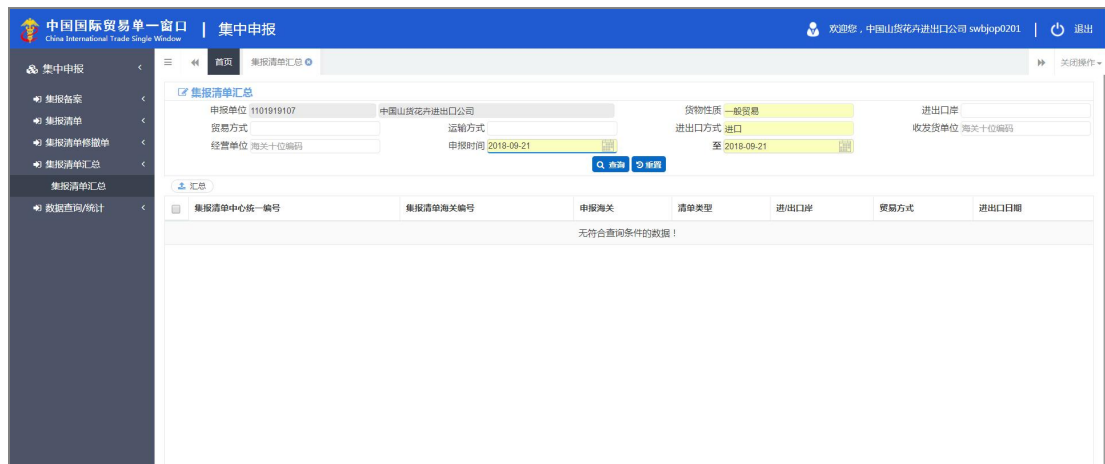 中国国际贸易单一窗口 | 集中申报
China International Trade Single Window
欢迎您，中国山货花卉进出口公司 swbjop0201 | 退出
集中申报
首页 集报清单汇总
关闭操作
集报备案
集报清单
集报清单修撤单
集报清单汇总
集报清单汇总
数据查询/统计
集报清单汇总
申报单位 1101919107 中国山货花卉进出口公司 货物性质 一般贸易 进出口岸
贸易方式 运输方式 进出口方式 进口 收发货单位 海关十位编码
经营单位 海关十位编码 申报时间 2018-09-21 至 2018-09-21
查询 重置
汇总
集报清单中心统一编号 集报清单海关编号 申报海关 清单类型 进/出口岸 贸易方式 进出口日期
无符合查询条件的数据！